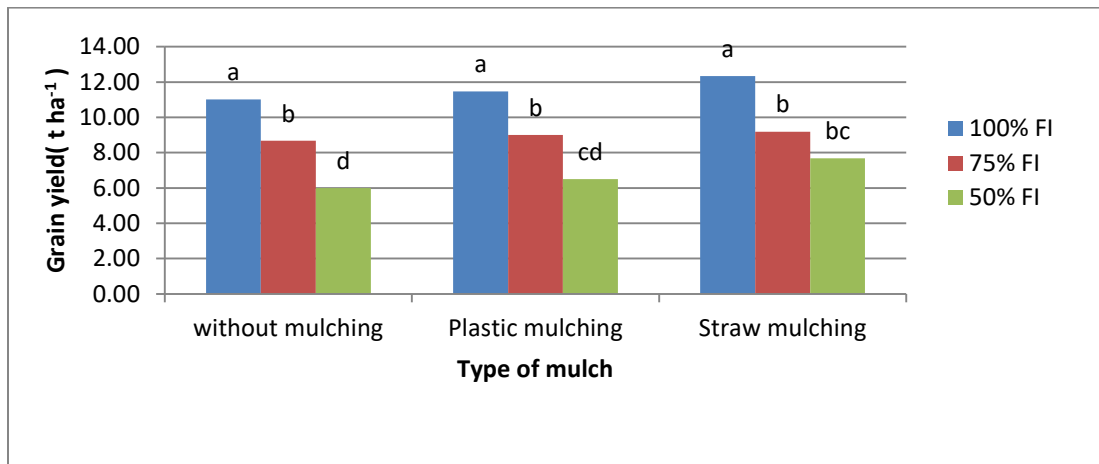 Grain yield( t ha-1 )
14.00
12.00
10.00
8.00
6.00
4.00
2.00
0.00
a
b
d
a
b
cd
a
b
bc
without mulching
Plastic mulching
Straw mulching
Type of mulch
100% FI
75% FI
50% FI